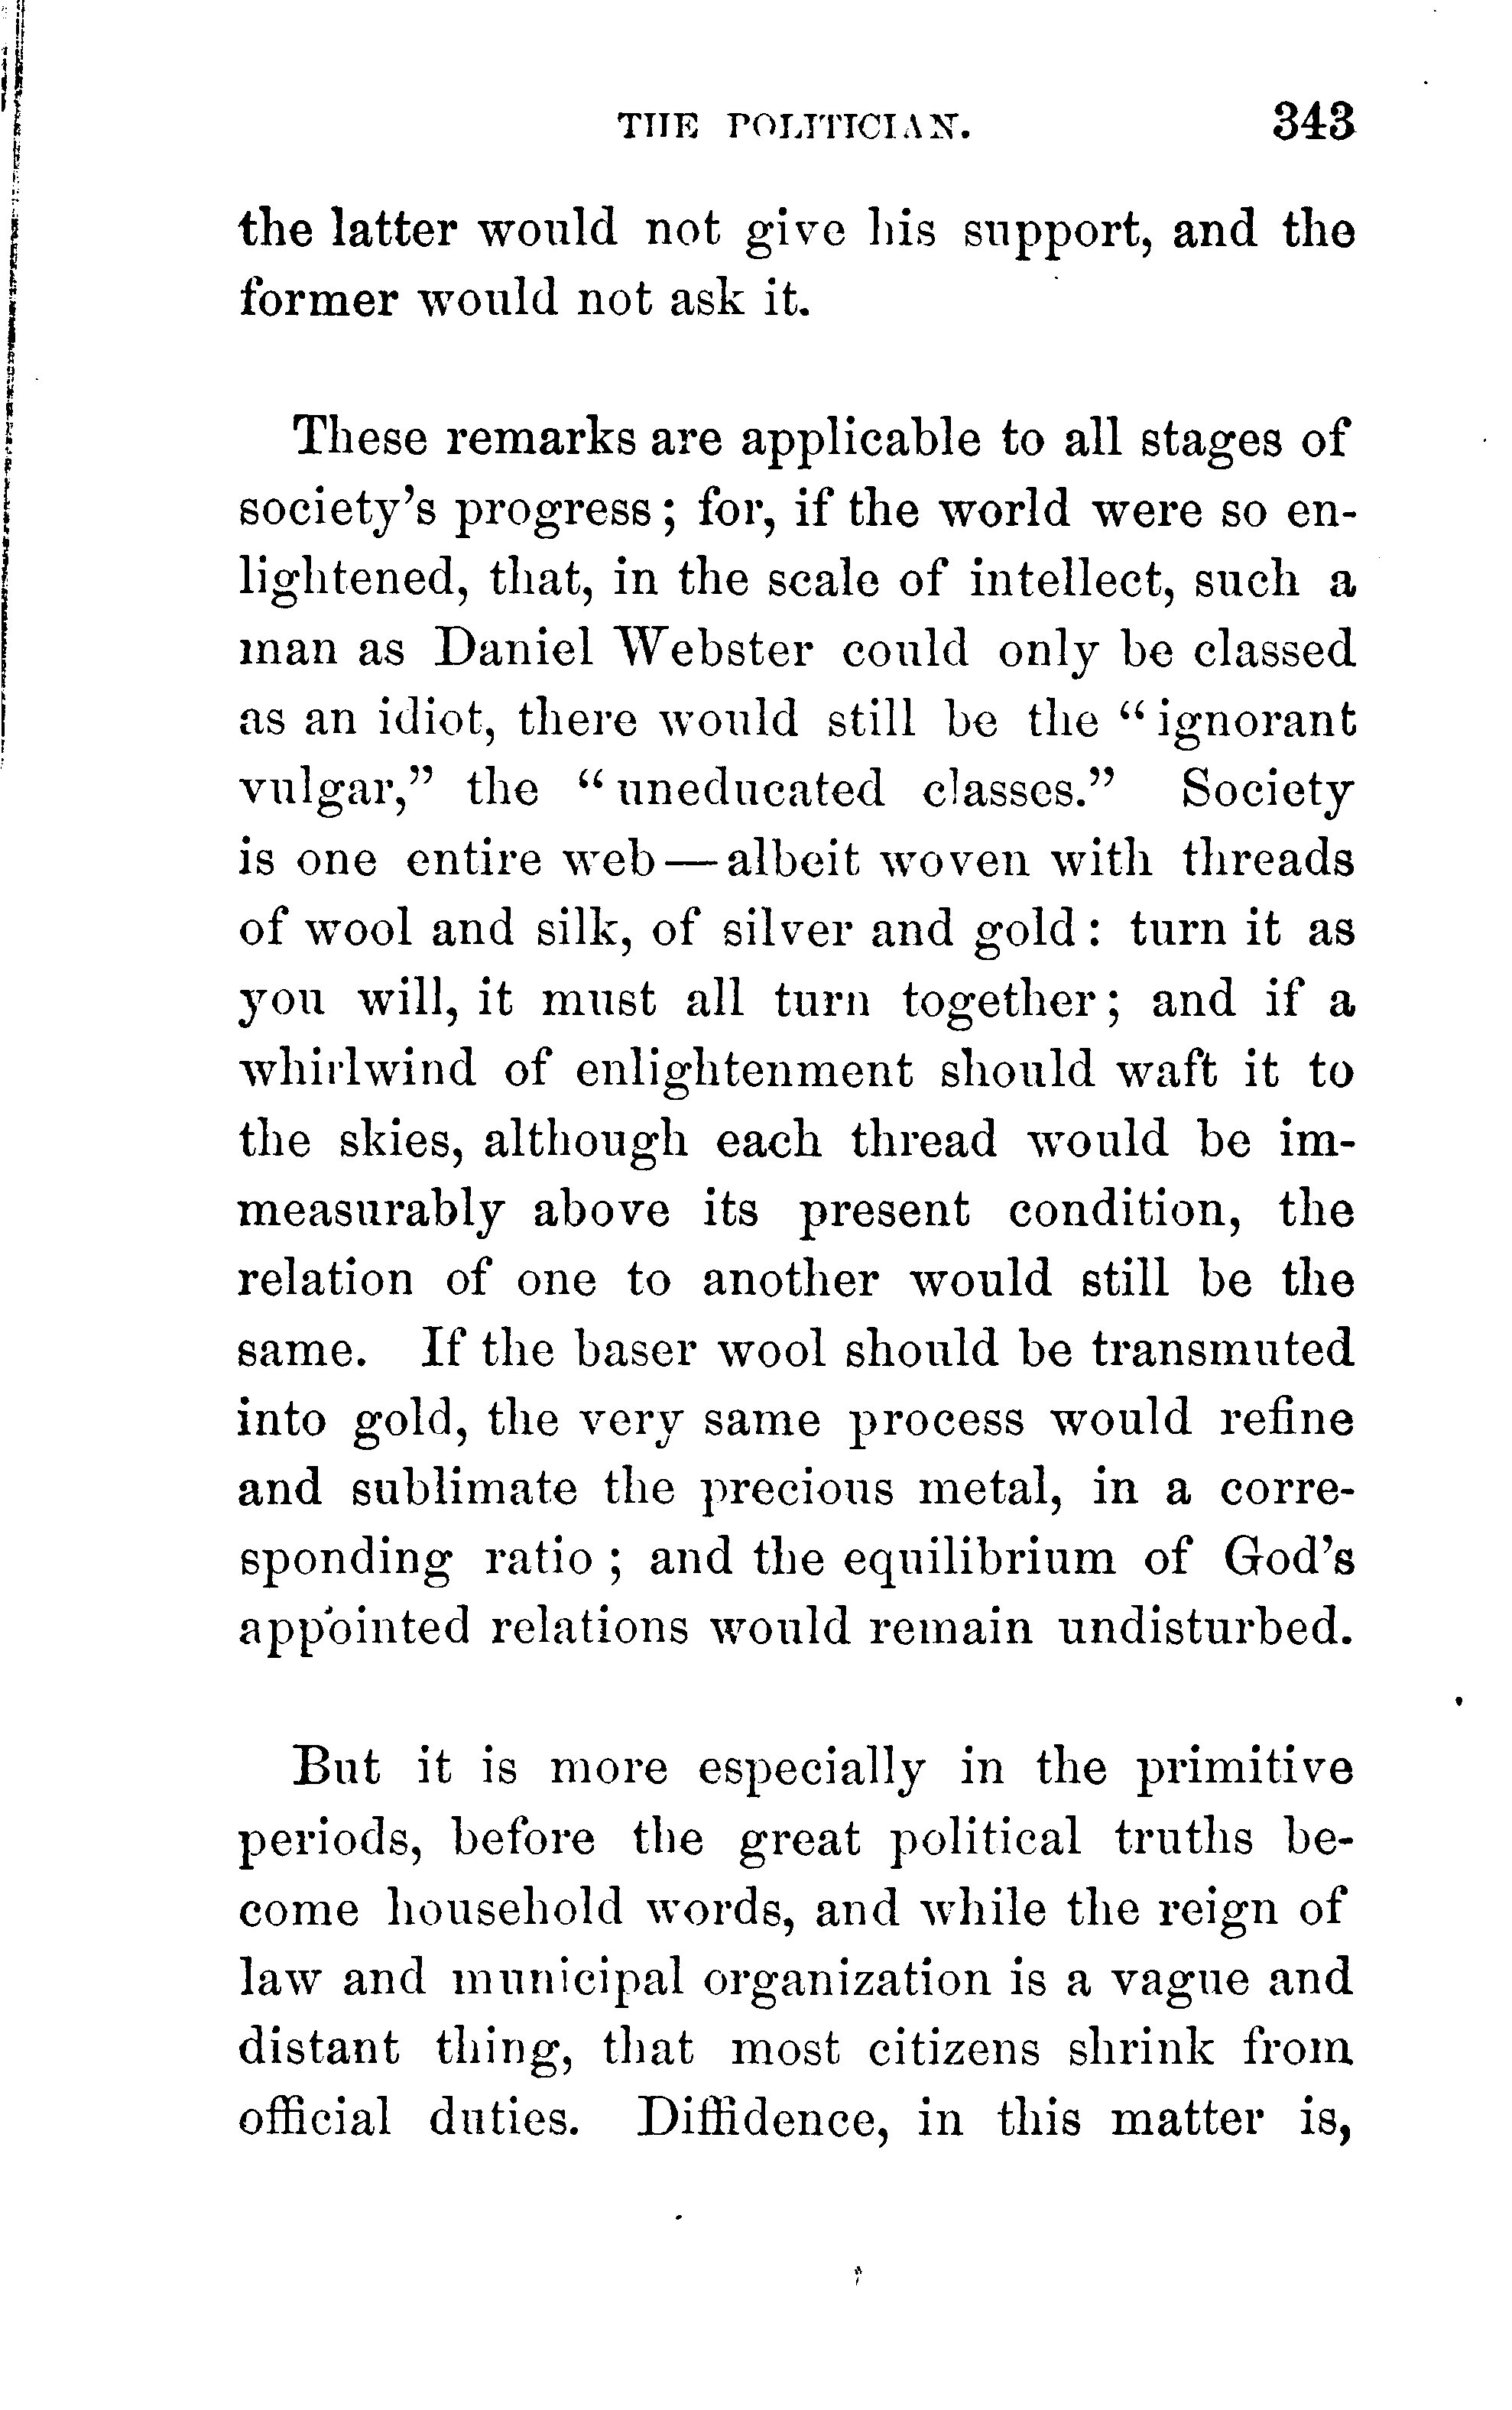 THE POLITICIAN. 343
the latter would not give his support, and the
former would not ask it.
These remarks are applicable to all stages of
society's progress; for, if the world were so en-
lightened, that, in the scale of intellect, such a
man as Daniel Webster could only be classed
as an idiot, there would still be the "ignorant
vulgar," the "uneducated classes." Society
is one entire web—albeit woven with threads
of wool and silk, of silver and gold: turn it as
you will, it must all turn together; and if a
whirlwind of enlightenment should waft it to
the skies, although each thread would be im-
measurably above its present condition, the
relation of one to another would still be the
same. If the baser wool should be transmuted
into gold, the very same process would refine
and sublimate the precious metal, in a corre-
sponding ratio; and the equilibrium of God's
appointed relations would remain undisturbed.
But it is more especially in the primitive
periods, before the great political truths be-
come household words, and while the reign of
law and municipal organization is a vague and
distant thing, that most citizens shrink from
official duties. Diffidence, in this matter is,